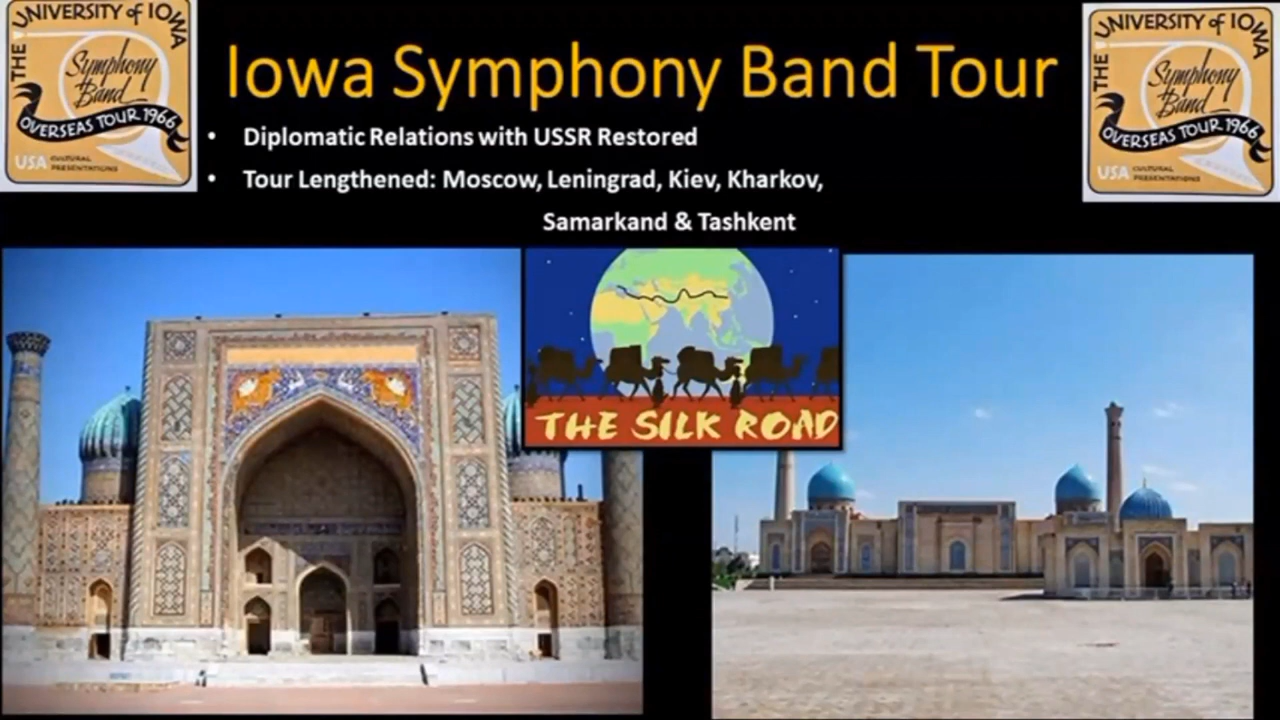 THE UNIVERSITY of IOWA
Symphony
Band
OVERSEAS TOUR 1966
USA CULTURAL
PRESENTATIONS
Iowa Symphony Band Tour
THE UNIVERSITY of IOWA
Symphony
Band
OVERSEAS TOUR 1966
USA CULTURAL
PRESENTATIONS
• Diplomatic Relations with USSR Restored
• Tour Lengthened: Moscow, Leningrad, Kiev, Kharkov,
Samarkand & Tashkent
THE SILK ROAD